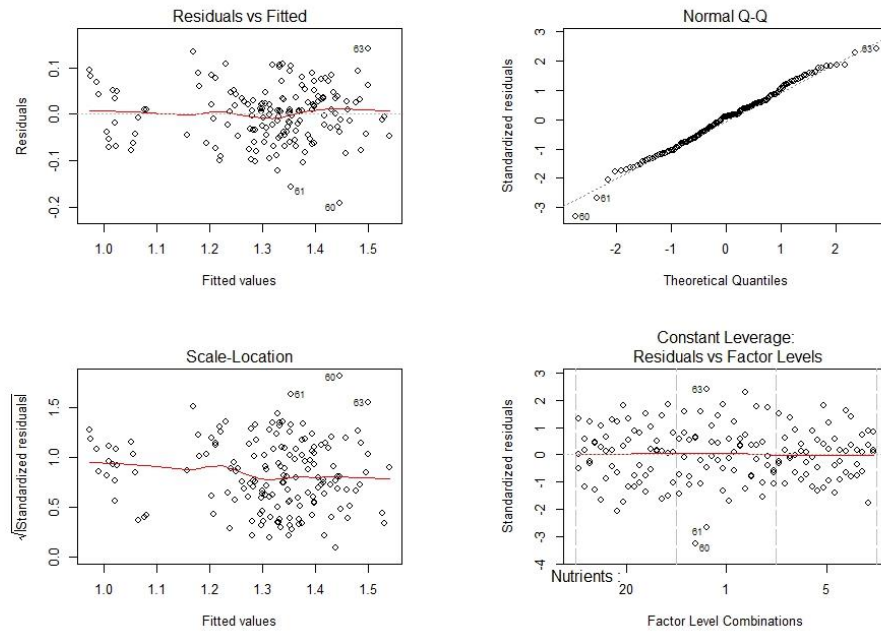 Residuals vs Fitted
Residuals
0.1
0.0
-0.1
-0.2
63
61
60
1.0 1.1 1.2 1.3 1.4 1.5
Fitted values
Normal Q-Q
Standardized residuals
3
2
1
0
-1
-2
-3
63
61
60
-2 -1 0 1 2
Theoretical Quantiles
Scale-Location
√|Standardized residuals|
1.5
1.0
0.5
0.0
60
61
63
1.0 1.1 1.2 1.3 1.4 1.5
Fitted values
Constant Leverage:
Residuals vs Factor Levels
Standardized residuals
3
2
1
0
-1
-2
-3
-4
63
61
60
Nutrients :
20 1 5
Factor Level Combinations